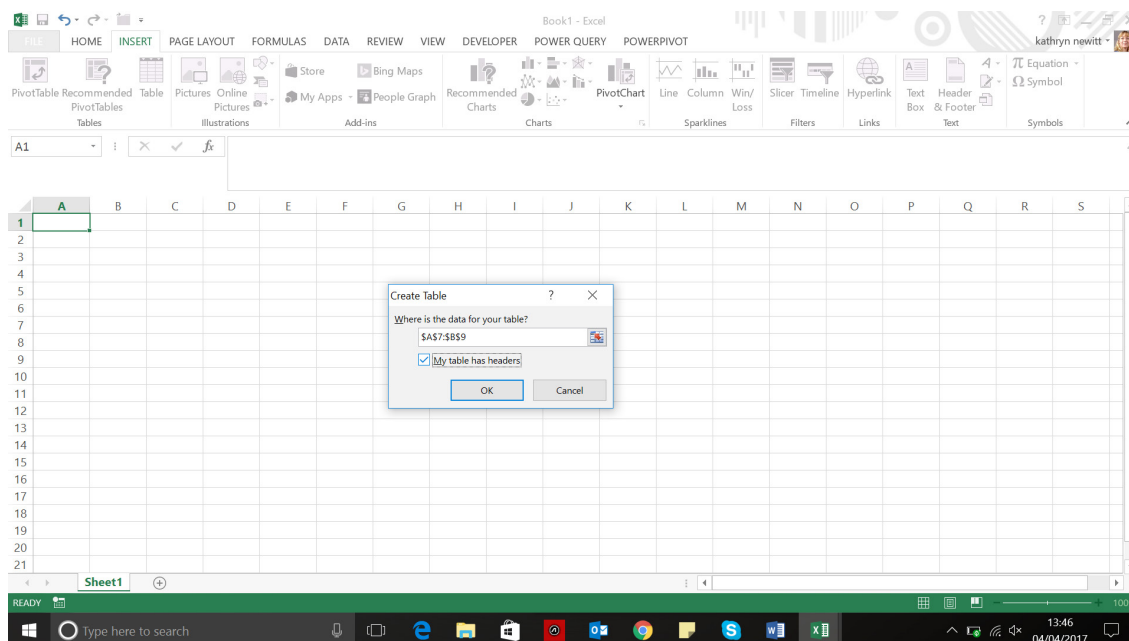 Book1 - Excel
?
FILE HOME INSERT PAGE LAYOUT FORMULAS DATA REVIEW VIEW DEVELOPER POWER QUERY POWERPIVOT kathryn newitt
PivotTable Recommended PivotTables Table
Pictures Online Pictures
Store
My Apps
Bing Maps
People Graph
Recommended Charts
PivotChart
Line Column Win/ Loss
Slicer Timeline
Hyperlink
Text Box Header & Footer
A
π Equation
Ω Symbol
Tables Illustrations Add-ins Charts Sparklines Filters Links Text Symbols
A1 fx
A B C D E F G H I J K L M N O P Q R S
1
2
3
4
5
6
7
8
9
10
11
12
13
14
15
16
17
18
19
20
21
Create Table ?
Where is the data for your table?
$A$7:$B$9
My table has headers
OK Cancel
Sheet1
READY 100
Type here to search
13:46
04/04/2017